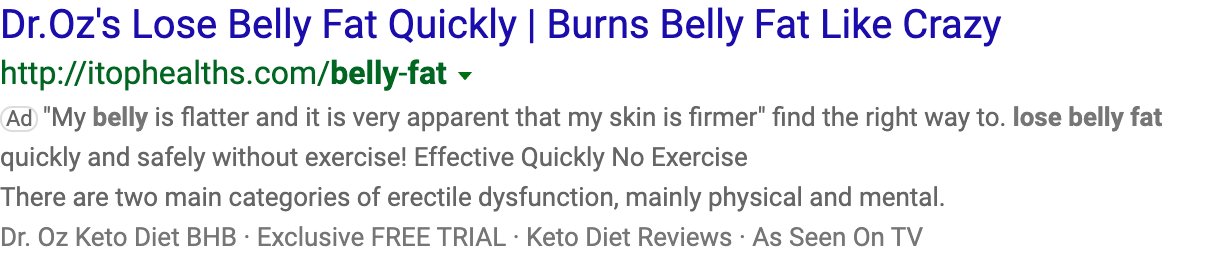 Dr.Oz's Lose Belly Fat Quickly | Burns Belly Fat Like Crazy
http://itophealths.com/belly-fat
Ad "My belly is flatter and it is very apparent that my skin is firmer" find the right way to. lose belly fat
quickly and safely without exercise! Effective Quickly No Exercise
There are two main categories of erectile dysfunction, mainly physical and mental.
Dr. Oz Keto Diet BHB · Exclusive FREE TRIAL · Keto Diet Reviews · As Seen On TV